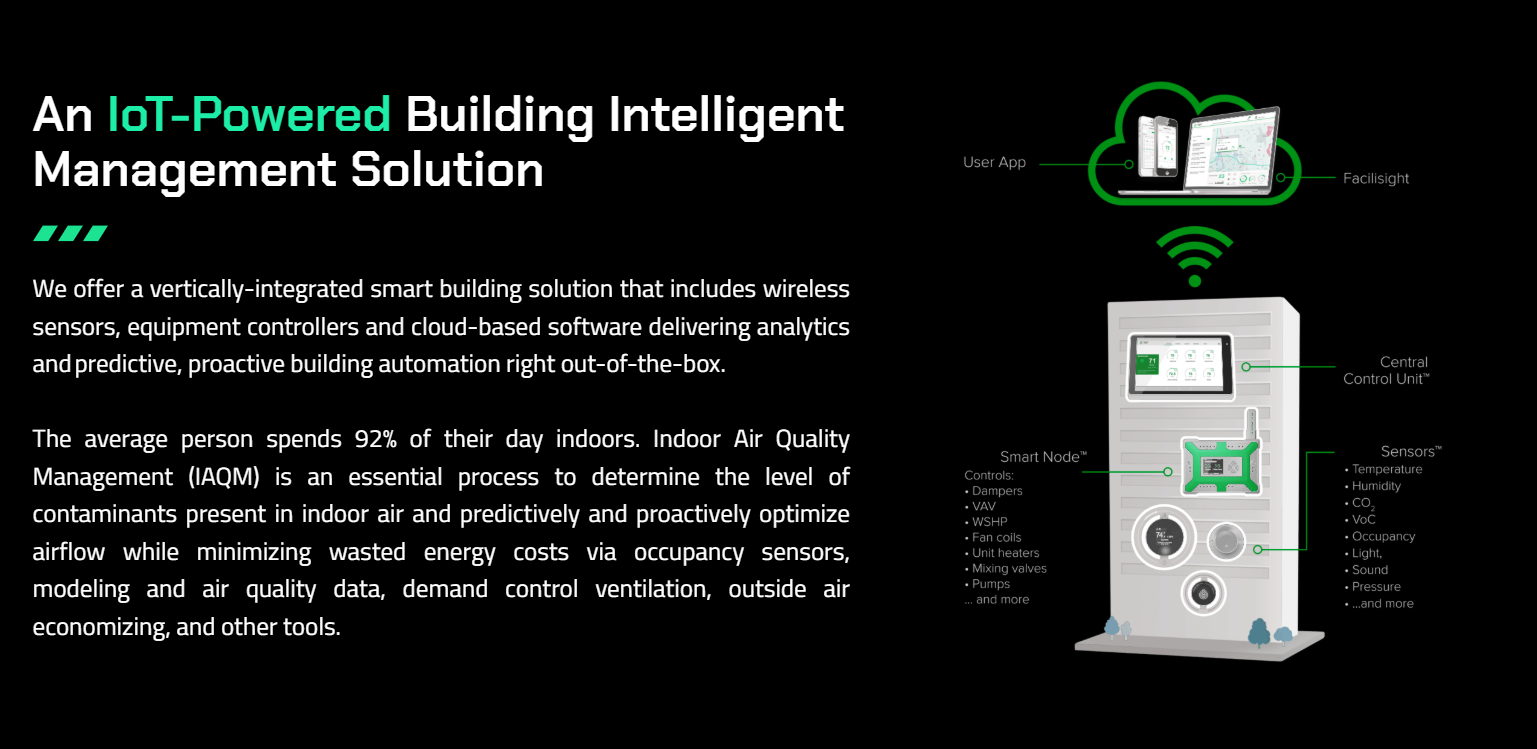 An IoT-Powered Building Intelligent
Management Solution
We offer a vertically-integrated smart building solution that includes wireless
sensors, equipment controllers and cloud-based software delivering analytics
and predictive, proactive building automation right out-of-the-box.
The average person spends 92% of their day indoors. Indoor Air Quality
Management (IAQM) is an essential process to determine the level of
contaminants present in indoor air and predictively and proactively optimize
airflow while minimizing wasted energy costs via occupancy sensors,
modeling and air quality data, demand control ventilation, outside air
economizing, and other tools.
User App
Facilisight
Central
Control Unit™
Smart Node™
Controls:
• Dampers
• VAV
• WSHP
• Fan coils
• Unit heaters
• Mixing valves
• Pumps
... and more
Sensors™
• Temperature
• Humidity
• CO₂
• VoC
• Occupancy
• Light,
• Sound
• Pressure
• ...and more